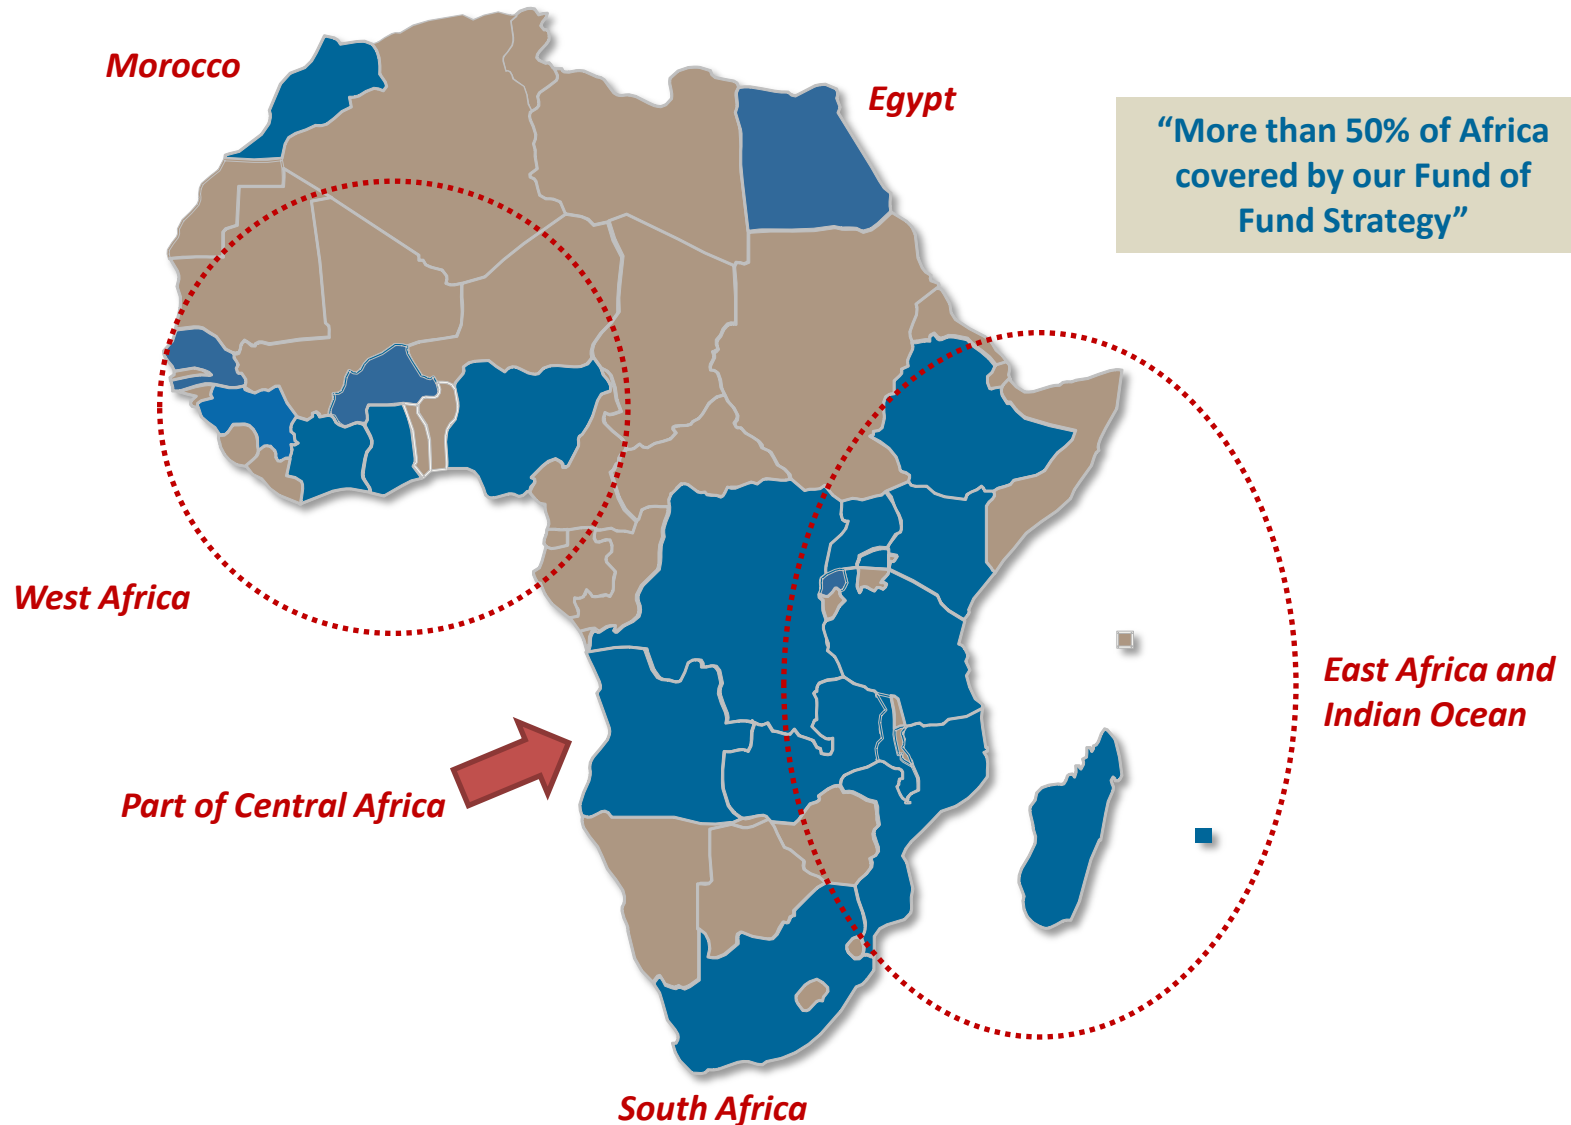 Morocco
Egypt
“More than 50% of Africa
covered by our Fund of
Fund Strategy”
West Africa
East Africa and
Indian Ocean
Part of Central Africa
South Africa